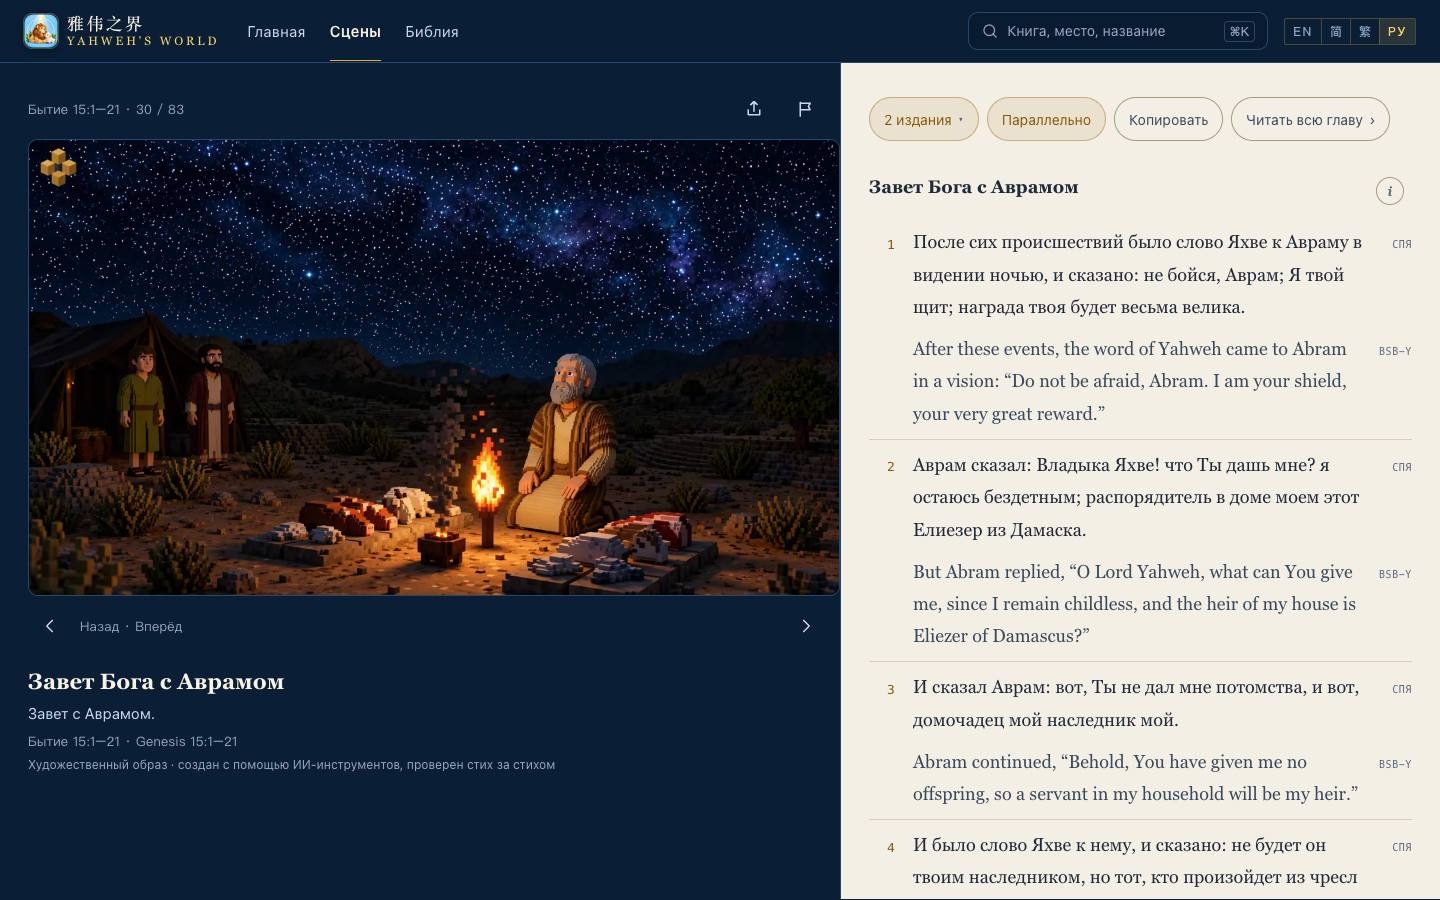 雅伟之界
YAHWEH'S WORLD
Главная
Сцены
Библия
Книга, место, название
⌘K
EN
简
繁
РУ
Бытие 15:1—21 · 30 / 83
Назад · Вперёд
Завет Бога с Аврамом
Завет с Аврамом.
Бытие 15:1—21 · Genesis 15:1—21
Художественный образ · создан с помощью ИИ-инструментов, проверен стих за стихом
2 издания
Параллельно
Копировать
Читать всю главу ›
Завет Бога с Аврамом
i
1 После сих происшествий было слово Яхве к Авраму в СПЯ
видении ночью, и сказано: не бойся, Аврам; Я твой
щит; награда твоя будет весьма велика.
After these events, the word of Yahweh came to Abram BSB-Y
in a vision: “Do not be afraid, Abram. I am your shield,
your very great reward.”
2 Аврам сказал: Владыка Яхве! что Ты дашь мне? я СПЯ
остаюсь бездетным; распорядитель в доме моем этот
Елиезер из Дамаска.
But Abram replied, “O Lord Yahweh, what can You give BSB-Y
me, since I remain childless, and the heir of my house is
Eliezer of Damascus?”
3 И сказал Аврам: вот, Ты не дал мне потомства, и вот, СПЯ
домочадец мой наследник мой.
Abram continued, “Behold, You have given me no BSB-Y
offspring, so a servant in my household will be my heir.”
4 И было слово Яхве к нему, и сказано: не будет он СПЯ
твоим наследником, но тот, кто произойдет из чресл